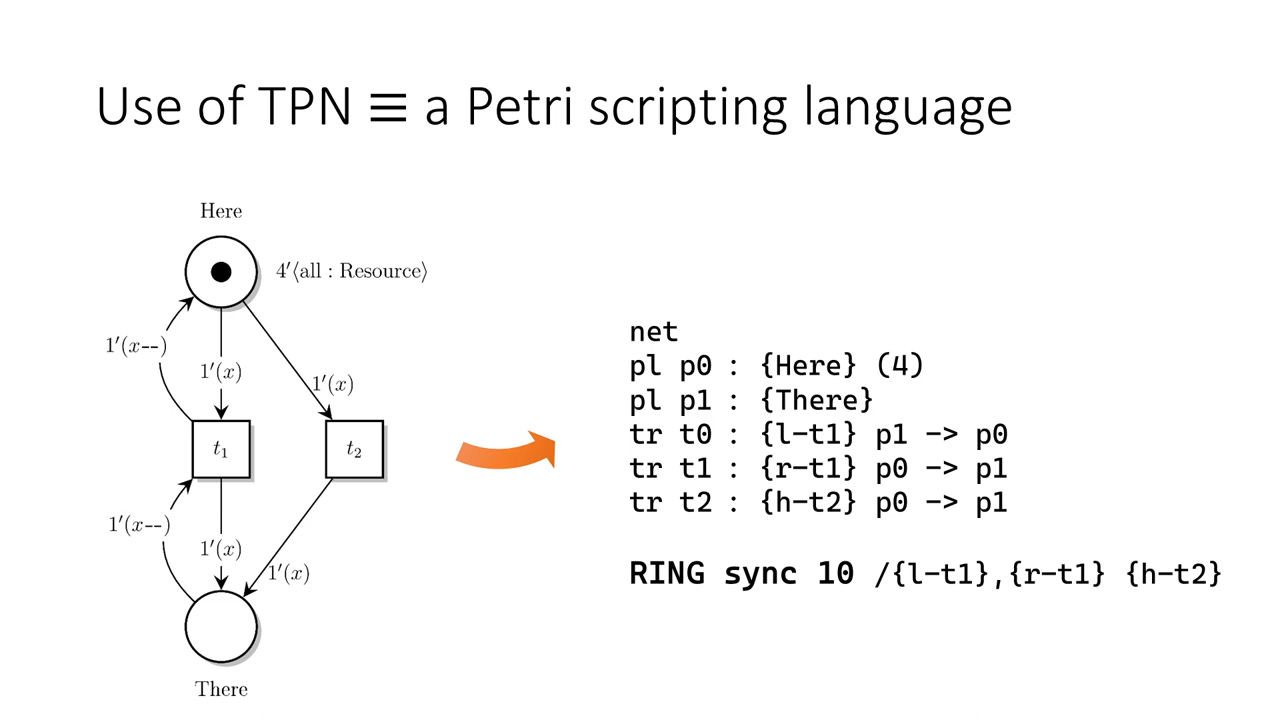 Use of TPN ≡ a Petri scripting language
Here
4′⟨all : Resource⟩
1′(x--)
1′(x)
1′(x)
t₁
t₂
1′(x--)
1′(x)
1′(x)
There
net
pl p0 : {Here} (4)
pl p1 : {There}
tr t0 : {l-t1} p1 -> p0
tr t1 : {r-t1} p0 -> p1
tr t2 : {h-t2} p0 -> p1
RING sync 10 /{l-t1},{r-t1} {h-t2}